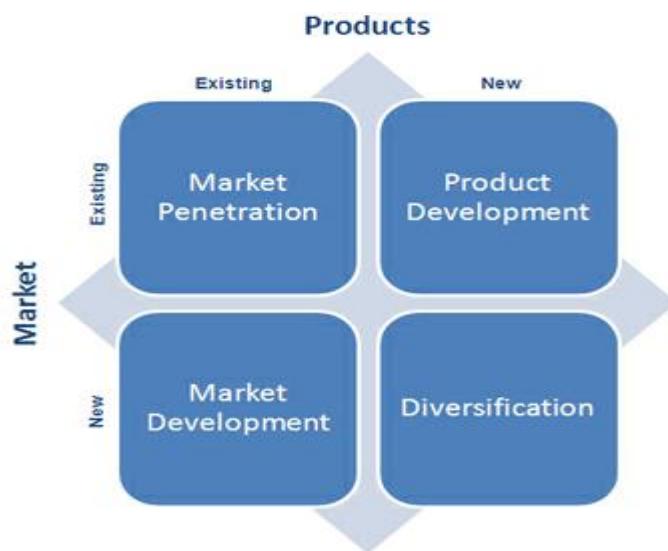 Products
Existing
New
Market
Existing
New
Market
Penetration
Product
Development
Market
Development
Diversification